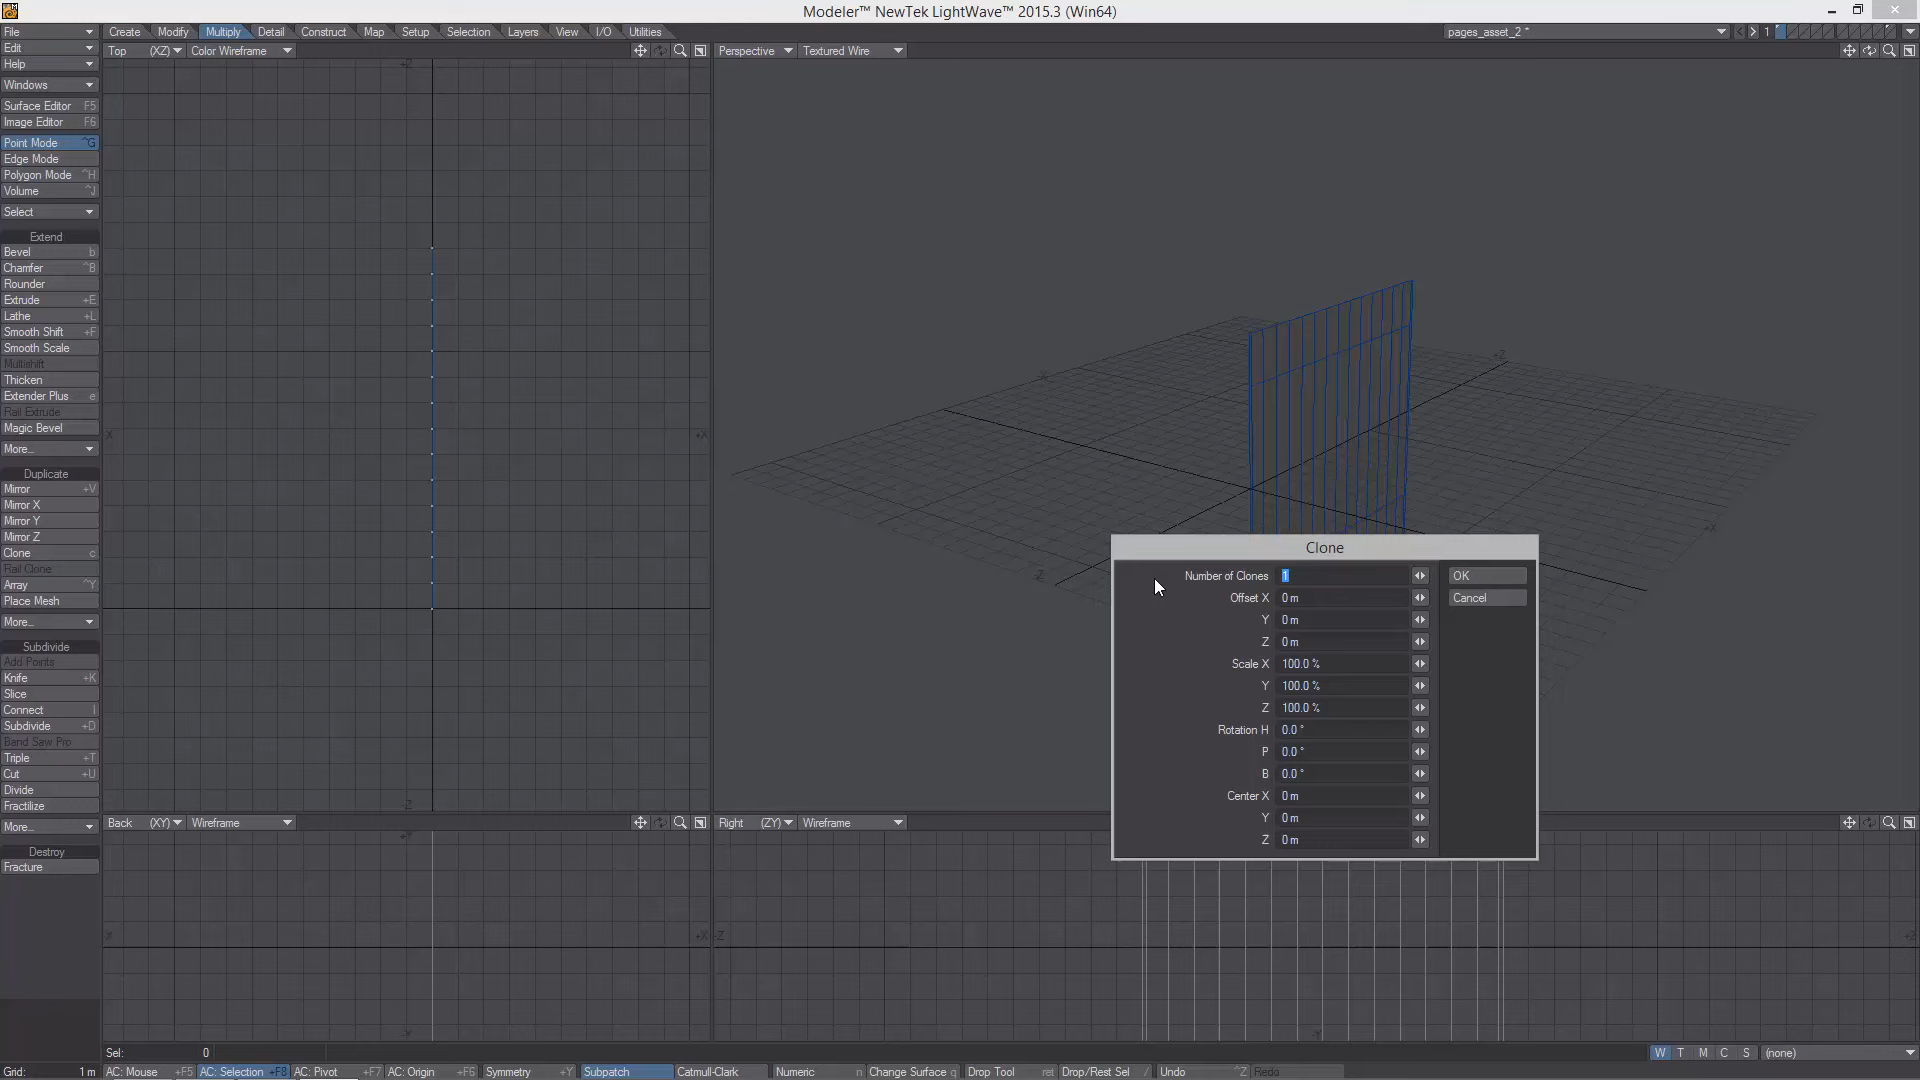 Modeler™ NewTek LightWave™ 2015.3 (Win64)
File
Create Modify Multiply Detail Construct Map Setup Selection Layers View I/O Utilities
pages_asset_2 *
1
Edit
Top (XZ) Color Wireframe
Perspective Textured Wire
Help
Windows
Surface Editor F5
Image Editor F6
Point Mode ^G
Edge Mode
Polygon Mode ^H
Volume ^J
Select
Extend
Bevel b
Chamfer ^B
Rounder
Extrude +E
Lathe +L
Smooth Shift +F
Smooth Scale
Multishift
Thicken
Extender Plus e
Rail Extrude
Magic Bevel
More...
Duplicate
Mirror +V
Mirror X
Mirror Y
Mirror Z
Clone c
Rail Clone
Array ^Y
Place Mesh
More...
Subdivide
Add Points
Knife +K
Slice
Connect l
Subdivide +D
Band Saw Pro
Triple +T
Cut +U
Divide
Fractilize
More...
Destroy
Fracture
+Z
X
+X
-Z
X
+Z
-Z
+X
Clone
Number of Clones 1
OK
Offset X 0 m
Cancel
Y 0 m
Z 0 m
Scale X 100.0 %
Y 100.0 %
Z 100.0 %
Rotation H 0.0 °
P 0.0 °
B 0.0 °
Center X 0 m
Y 0 m
Z 0 m
Back (XY) Wireframe
Right (ZY) Wireframe
+Y
+X
-Z
+Z
-Y
-Y
Sel: 0
W T M C S (none)
Grid: 1 m
AC: Mouse +F5 AC: Selection +F8 AC: Pivot +F7 AC: Origin +F6 Symmetry +Y Subpatch Catmull-Clark Numeric n Change Surface q Drop Tool ret Drop/Rest Sel / Undo ^Z Redo